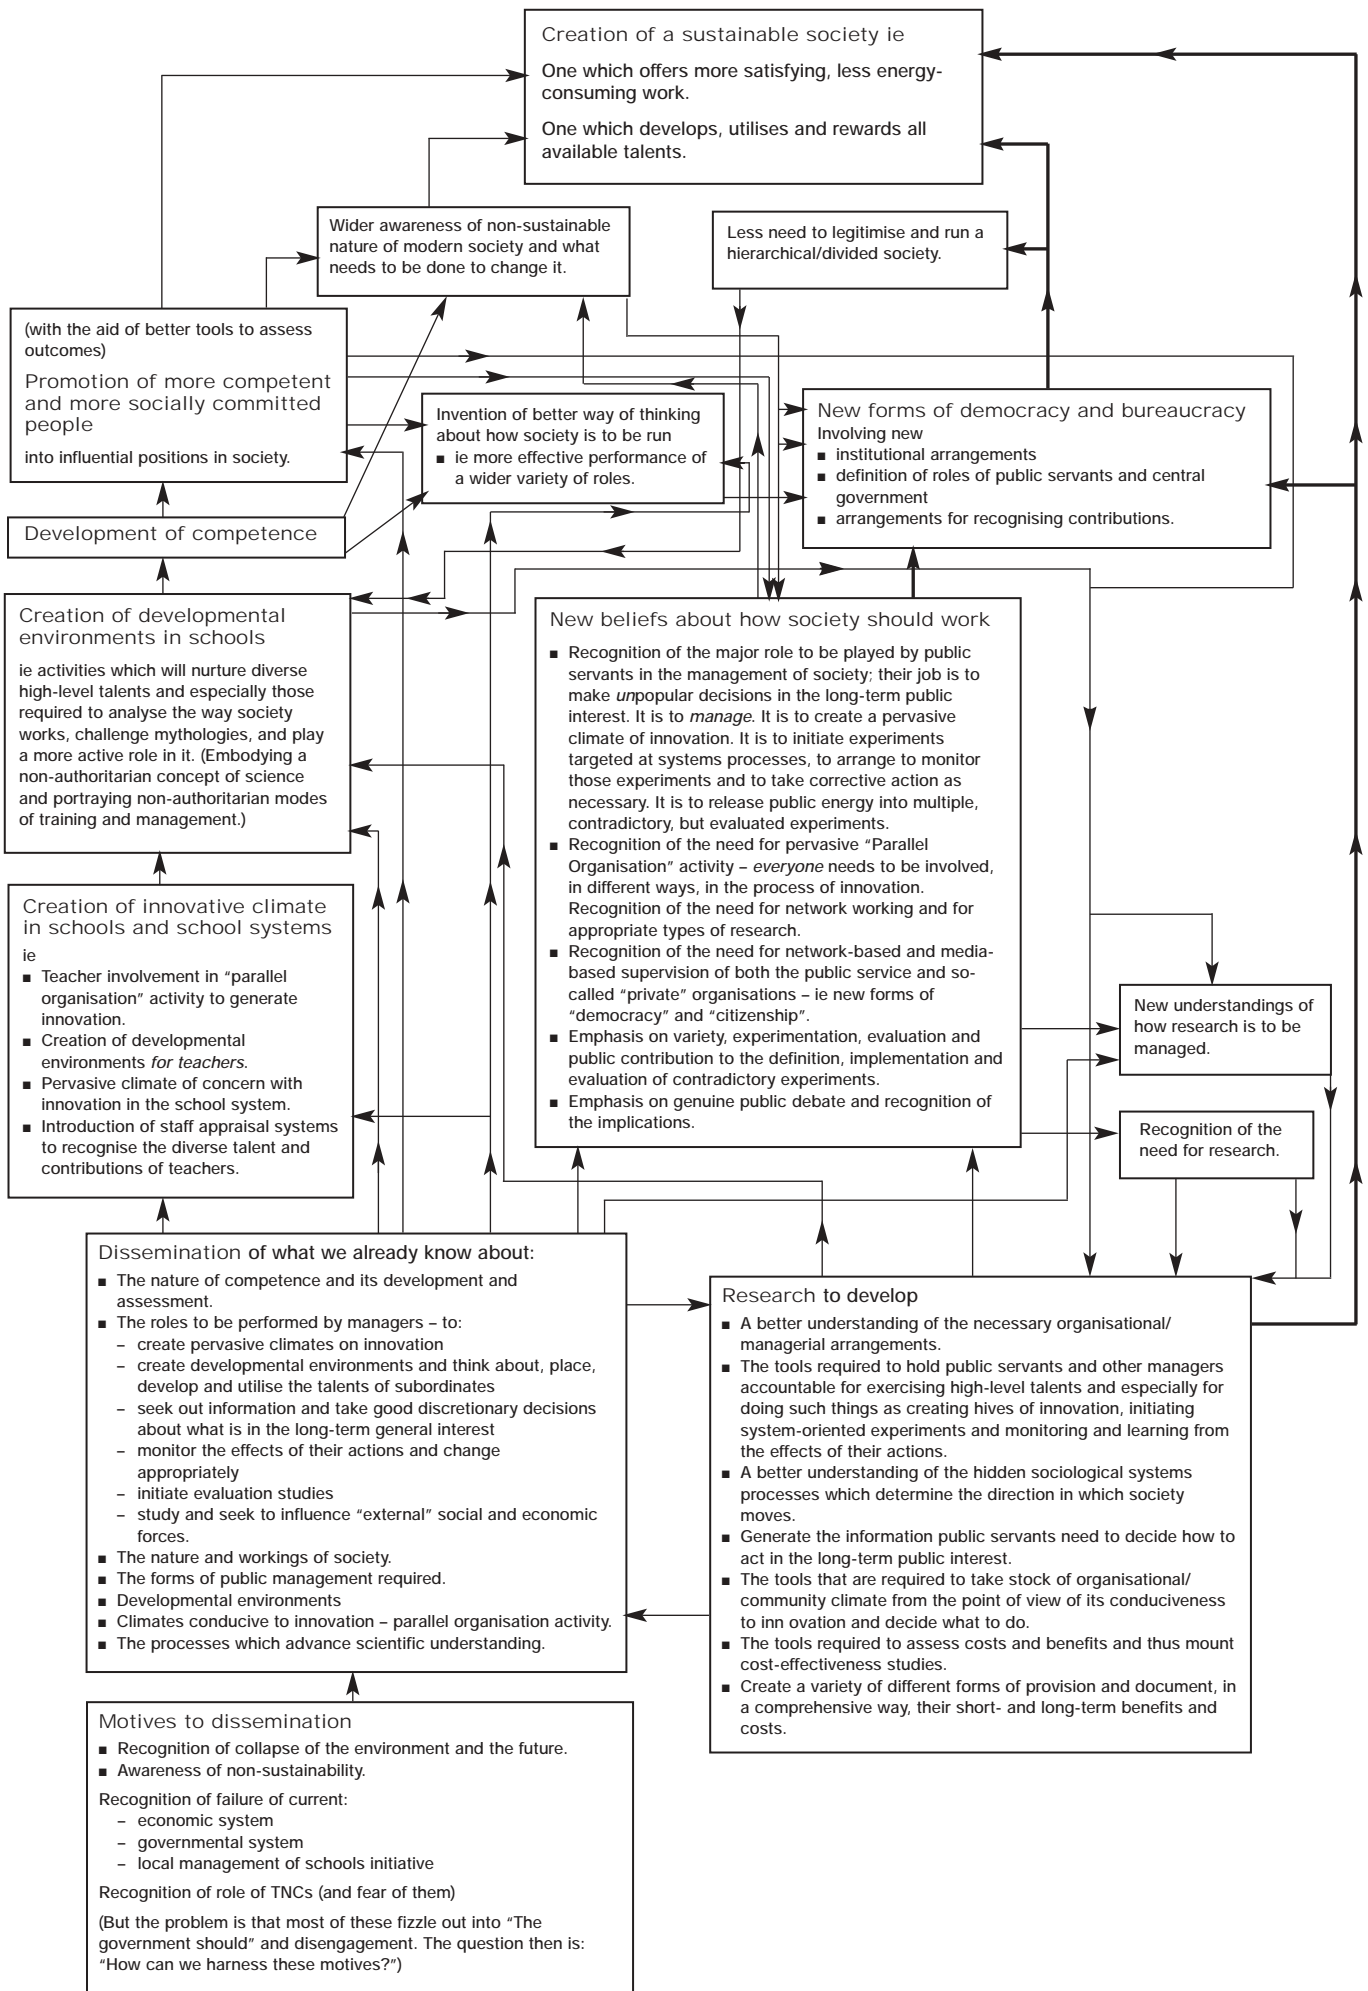 Creation of a sustainable society ie
One which offers more satisfying, less energy-
consuming work.
One which develops, utilises and rewards all
available talents.
Wider awareness of non-sustainable
nature of modern society and what
needs to be done to change it.
Less need to legitimise and run a
hierarchical/divided society.
(with the aid of better tools to assess
outcomes)
Promotion of more competent
and more socially committed
people
into influential positions in society.
Invention of better way of thinking
about how society is to be run
■ ie more effective performance of
a wider variety of roles.
New forms of democracy and bureaucracy
Involving new
■ institutional arrangements
■ definition of roles of public servants and central
government
■ arrangements for recognising contributions.
Development of competence
Creation of developmental
environments in schools
ie activities which will nurture diverse
high-level talents and especially those
required to analyse the way society
works, challenge mythologies, and play
a more active role in it. (Embodying a
non-authoritarian concept of science
and portraying non-authoritarian modes
of training and management.)
New beliefs about how society should work
■ Recognition of the major role to be played by public
servants in the management of society; their job is to
make unpopular decisions in the long-term public
interest. It is to manage. It is to create a pervasive
climate of innovation. It is to initiate experiments
targeted at systems processes, to arrange to monitor
those experiments and to take corrective action as
necessary. It is to release public energy into multiple,
contradictory, but evaluated experiments.
■ Recognition of the need for pervasive “Parallel
Organisation” activity – everyone needs to be involved,
in different ways, in the process of innovation.
Recognition of the need for network working and for
appropriate types of research.
■ Recognition of the need for network-based and media-
based supervision of both the public service and so-
called “private” organisations – ie new forms of
“democracy” and “citizenship”.
■ Emphasis on variety, experimentation, evaluation and
public contribution to the definition, implementation and
evaluation of contradictory experiments.
■ Emphasis on genuine public debate and recognition of
the implications.
Creation of innovative climate
in schools and school systems
ie
■ Teacher involvement in “parallel
organisation” activity to generate
innovation.
■ Creation of developmental
environments for teachers.
■ Pervasive climate of concern with
innovation in the school system.
■ Introduction of staff appraisal systems
to recognise the diverse talent and
contributions of teachers.
New understandings of
how research is to be
managed.
Recognition of the
need for research.
Dissemination of what we already know about:
■ The nature of competence and its development and
assessment.
■ The roles to be performed by managers – to:
– create pervasive climates on innovation
– create developmental environments and think about, place,
develop and utilise the talents of subordinates
– seek out information and take good discretionary decisions
about what is in the long-term general interest
– monitor the effects of their actions and change
appropriately
– initiate evaluation studies
– study and seek to influence “external” social and economic
forces.
■ The nature and workings of society.
■ The forms of public management required.
■ Developmental environments
■ Climates conducive to innovation – parallel organisation activity.
■ The processes which advance scientific understanding.
Research to develop
■ A better understanding of the necessary organisational/
managerial arrangements.
■ The tools required to hold public servants and other managers
accountable for exercising high-level talents and especially for
doing such things as creating hives of innovation, initiating
system-oriented experiments and monitoring and learning from
the effects of their actions.
■ A better understanding of the hidden sociological systems
processes which determine the direction in which society
moves.
■ Generate the information public servants need to decide how to
act in the long-term public interest.
■ The tools that are required to take stock of organisational/
community climate from the point of view of its conduciveness
to inn ovation and decide what to do.
■ The tools required to assess costs and benefits and thus mount
cost-effectiveness studies.
■ Create a variety of different forms of provision and document, in
a comprehensive way, their short- and long-term benefits and
costs.
Motives to dissemination
■ Recognition of collapse of the environment and the future.
■ Awareness of non-sustainability.
Recognition of failure of current:
– economic system
– governmental system
– local management of schools initiative
Recognition of role of TNCs (and fear of them)
(But the problem is that most of these fizzle out into “The
government should” and disengagement. The question then is:
“How can we harness these motives?”)